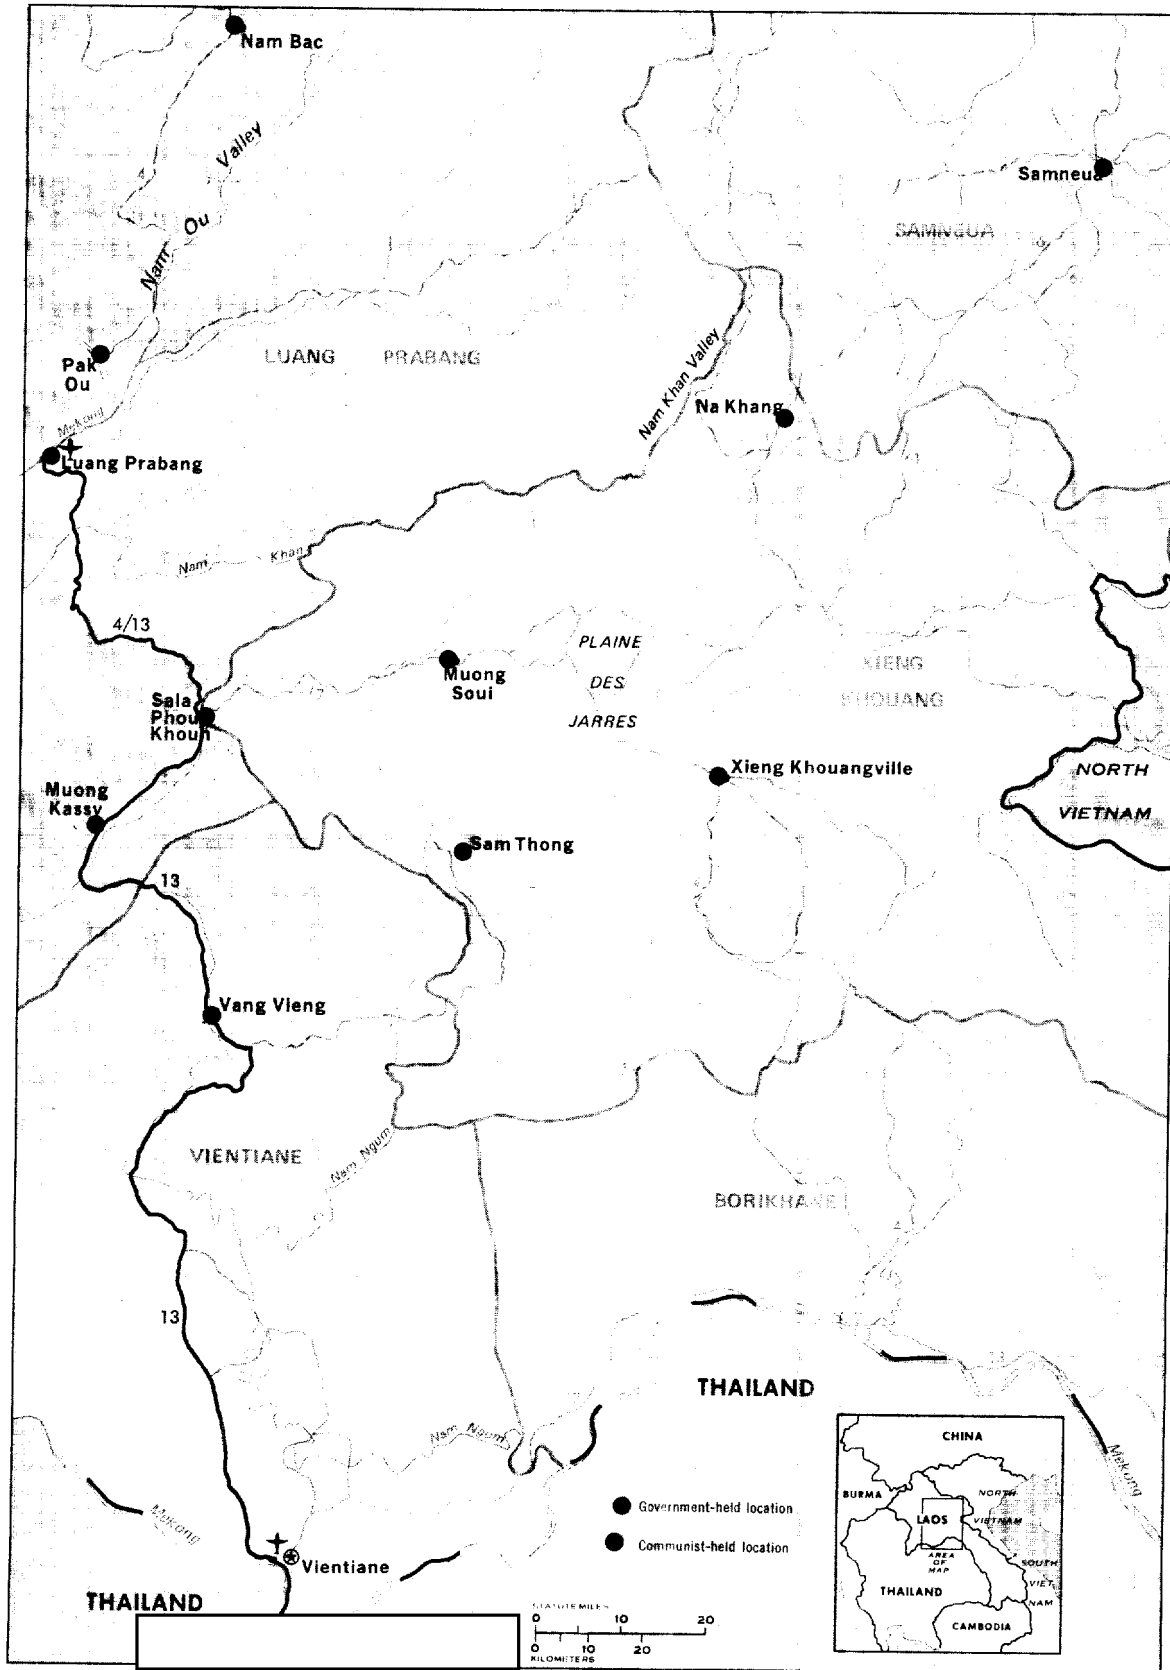 Nam Bac
Nam Ou Valley
Samneua
SAMNEUA
Pak
Ou
LUANG PRABANG
Mekong
Luang Prabang
Nam Khan Valley
Na Khang
Nam Khan
4/13
PLAINE
DES
JARRES
Muong
Soui
XIENG
KHOUANG
Sala
Phou
Khoun
Muong
Kassy
Xieng Khouangville
NORTH
VIETNAM
Sam Thong
13
Vang Vieng
VIENTIANE
Nam Ngum
BORIKHANE
13
13
THAILAND
Nam Ngum
Mekong
Mekong
Vientiane
THAILAND
Government-held location
Communist-held location
STATUTE MILES
0 10 20
0 10 20
KILOMETERS
CHINA
BURMA
NORTH
VIETNAM
LAOS
AREA
OF
MAP
SOUTH
VIET
NAM
THAILAND
CAMBODIA